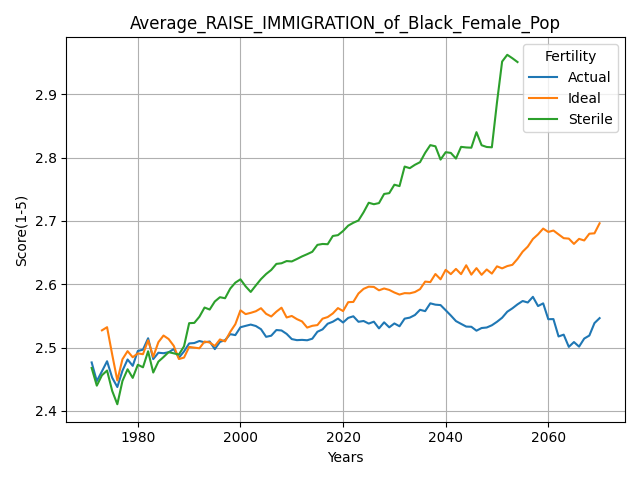 Average_RAISE_IMMIGRATION_of_Black_Female_Pop
Fertility
Actual
Ideal
Sterile
Score(1-5)
2.9
2.8
2.7
2.6
2.5
2.4
1980 2000 2020 2040 2060
Years